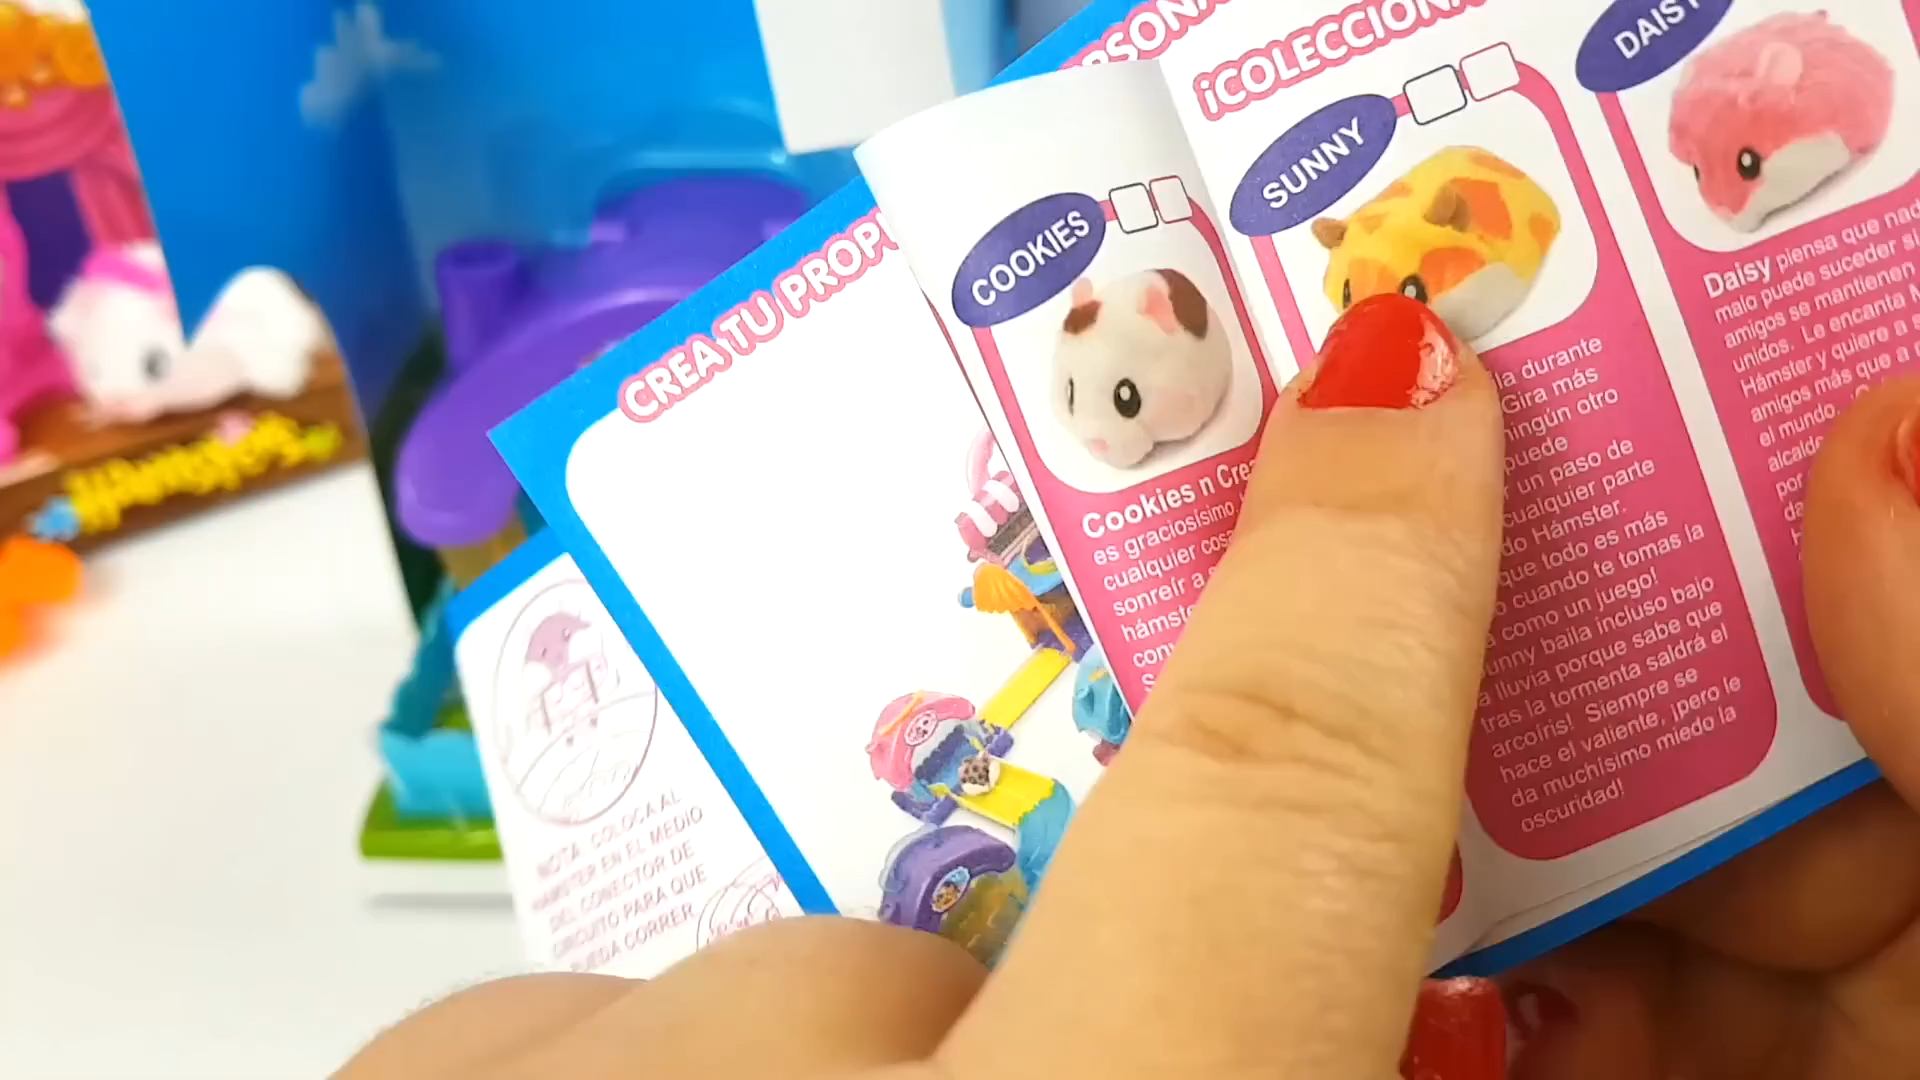 ¡COLECCIONA
CREA TU PROPI
COOKIES
SUNNY
DAISY
Cookies n Crea
es graciosísimo.
cualquier cosa
sonreír a
hámste
la durante
Gira más
ningún otro
puede
un paso de
cualquier parte
do Hámster.
que todo es más
cuando te tomas la
como un juego!
unny baila incluso bajo
a lluvia porque sabe que
tras la tormenta saldrá el
arcoíris! Siempre se
hace el valiente, ¡pero le
da muchísimo miedo la
oscuridad!
Daisy piensa que nad
malo puede suceder si
amigos se mantienen
unidos. Le encanta
Hámster y quiere a s
amigos más que a
el mundo.
alcalde
por
NOTA: COLOCA AL
HÁMSTER EN EL MEDIO
DEL CONECTOR DE
CIRCUITO PARA QUE
PUEDA CORRER